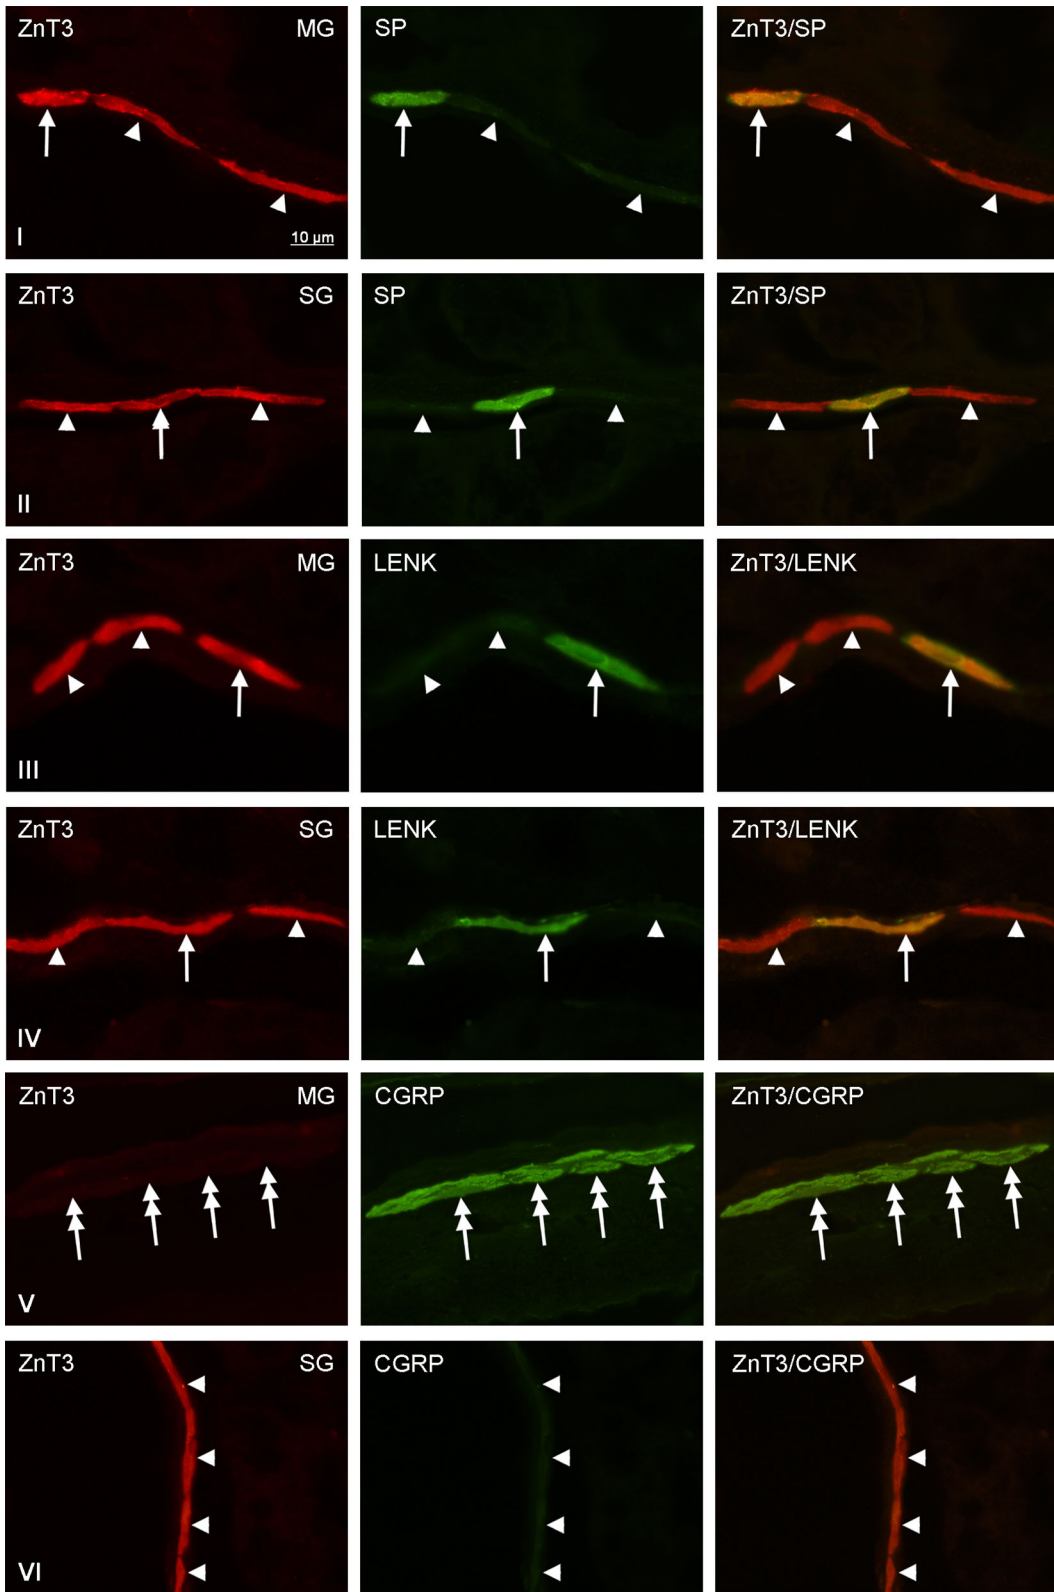 ZnT3 MG SP ZnT3/SP
I 10 µm
ZnT3 SG SP ZnT3/SP
II
ZnT3 MG LENK ZnT3/LENK
III
ZnT3 SG LENK ZnT3/LENK
IV
ZnT3 MG CGRP ZnT3/CGRP
V
ZnT3 SG CGRP ZnT3/CGRP
VI